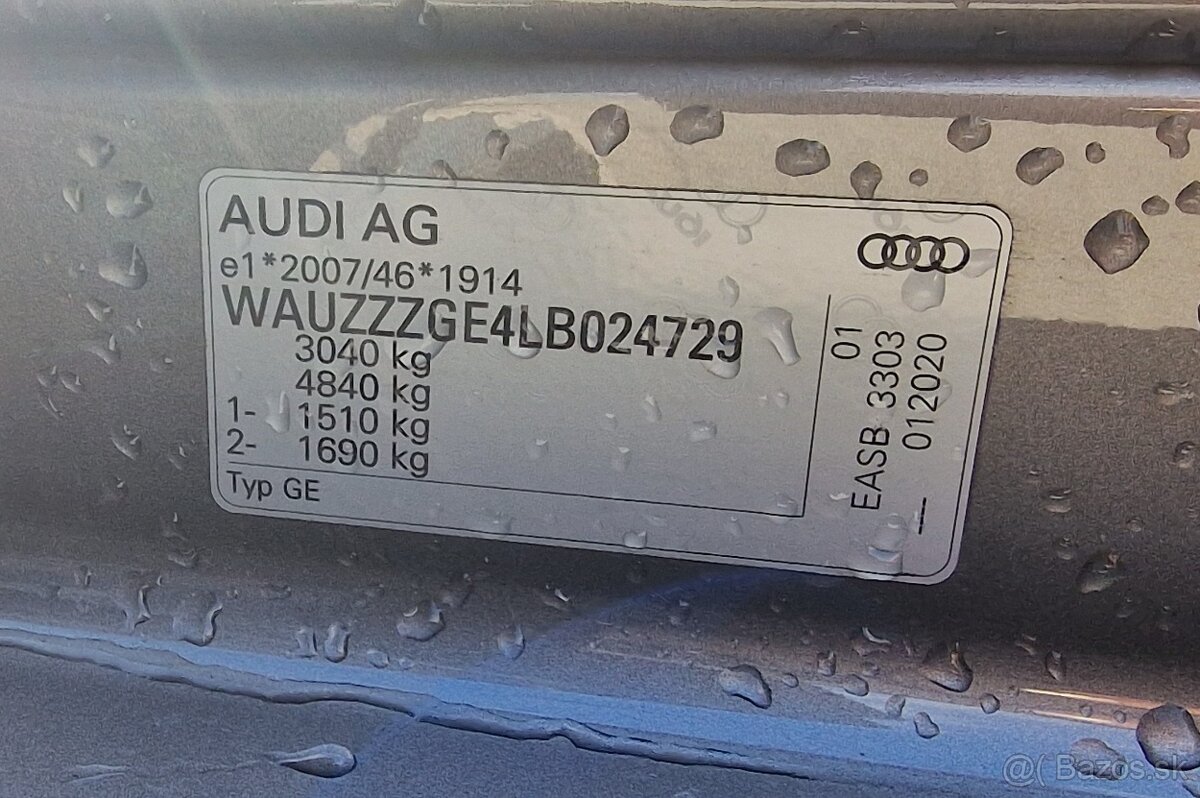 AUDI AG
e1*2007/46*1914
WAUZZZGE4LB024729
3040 kg
4840 kg
1- 1510 kg
2- 1690 kg
Typ GE
01
EASB 3303
--- 012020
@( Bazos.sk